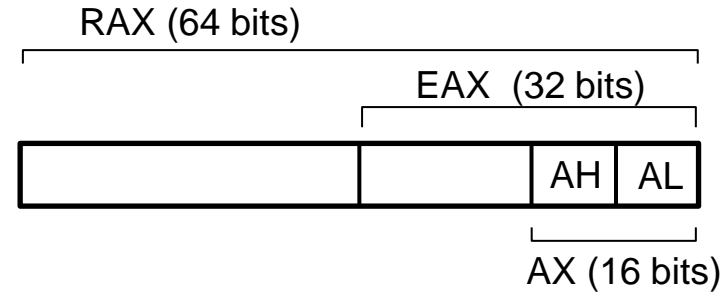 RAX (64 bits)
EAX (32 bits)
AH AL
AX (16 bits)